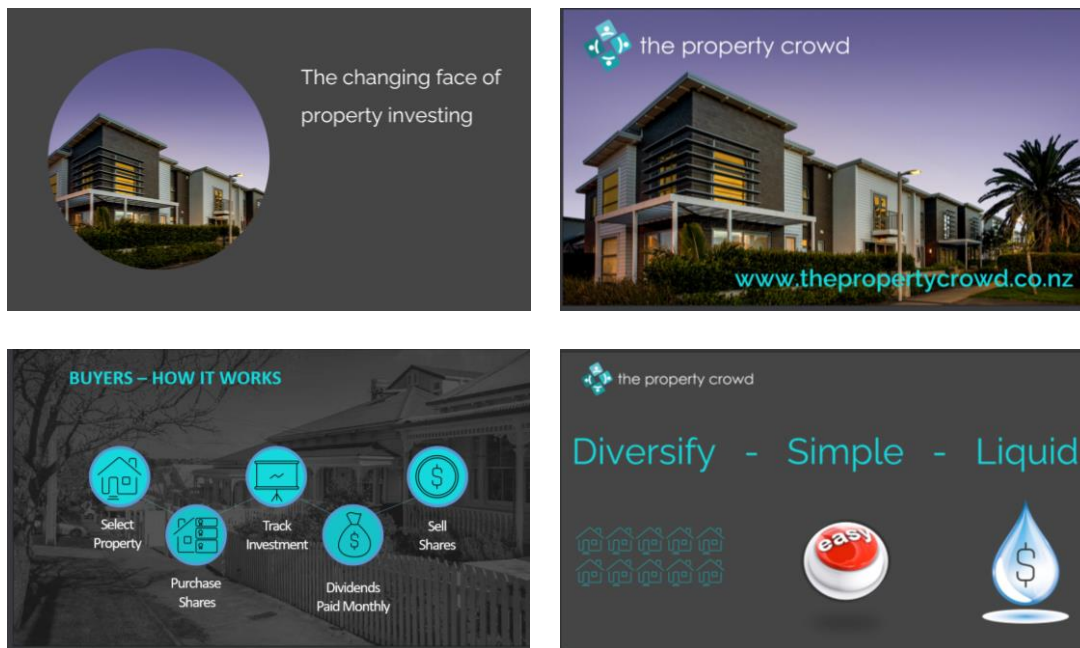 The changing face of
property investing
the property crowd
www.thepropertycrowd.co.nz
BUYERS – HOW IT WORKS
Select
Property
Purchase
Shares
Track
Investment
Dividends
Paid Monthly
Sell
Shares
the property crowd
Diversify - Simple - Liquid
easy